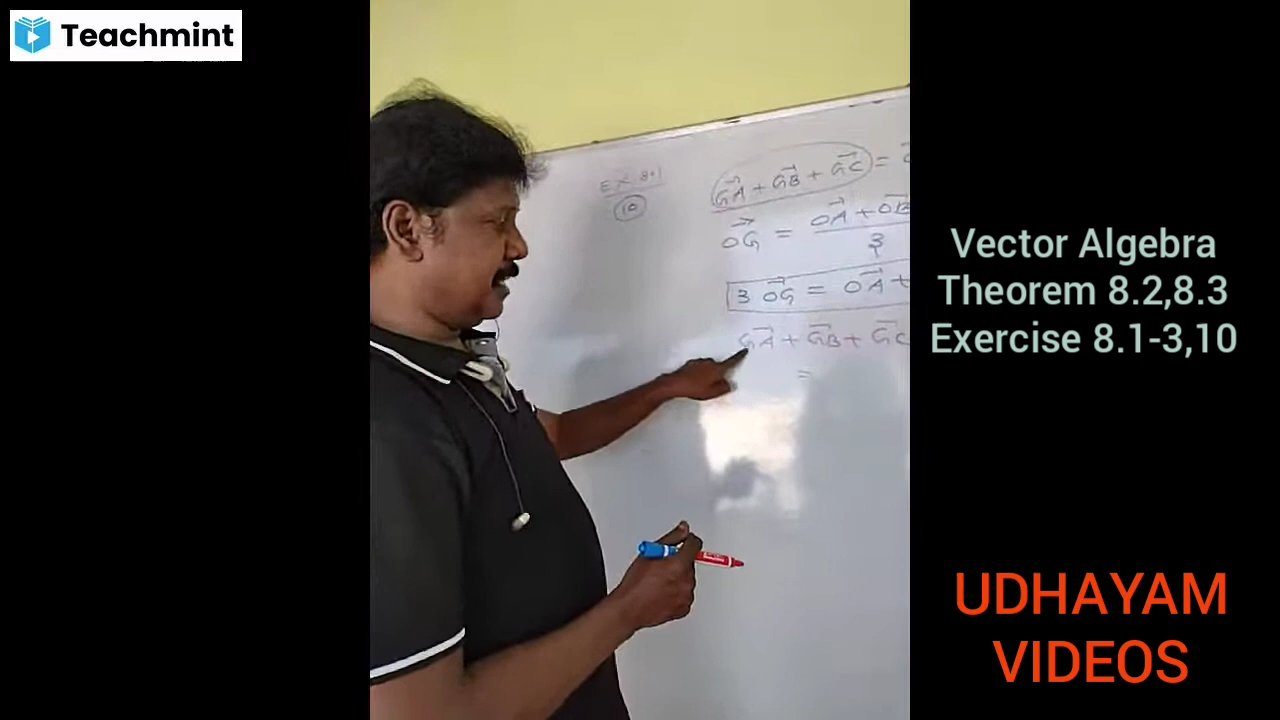 Teachmint
Ex 8.1
10
GA + GB + GC = 
OG = OA + OB
3
3 OG = OA +
GA + GB + GC
=
Vector Algebra
Theorem 8.2,8.3
Exercise 8.1-3,10
UDHAYAM
VIDEOS